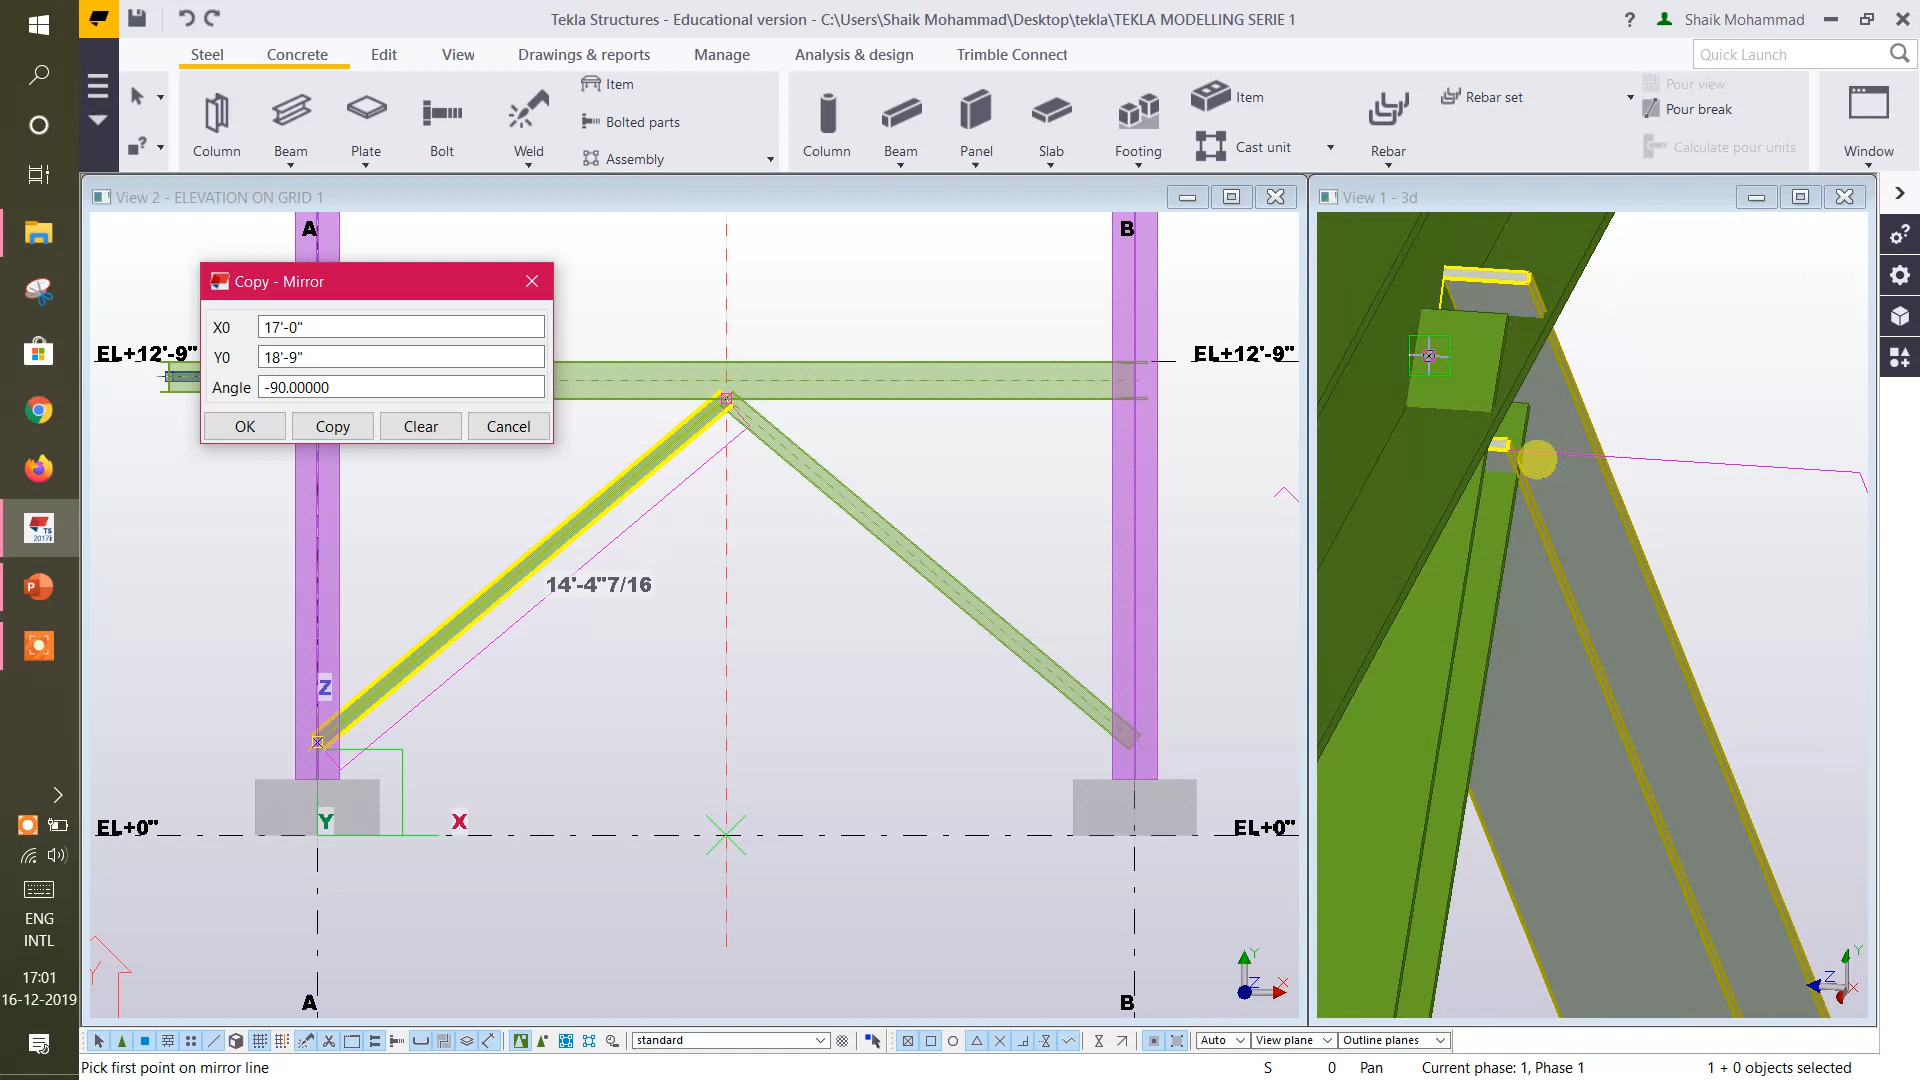 Tekla Structures - Educational version - C:\Users\Shaik Mohammad\Desktop\tekla\TEKLA MODELLING SERIE 1
? Shaik Mohammad
Steel Concrete Edit View Drawings & reports Manage Analysis & design Trimble Connect
Quick Launch
Column Beam Plate Bolt Weld
Item
Bolted parts
Assembly
Column Beam Panel Slab Footing
Item
Cast unit
Rebar
Rebar set
Pour view
Pour break
Calculate pour units
Window
View 2 - ELEVATION ON GRID 1
A B
Copy - Mirror
X0 17'-0"
Y0 18'-9"
Angle -90.00000
OK Copy Clear Cancel
EL+12'-9" EL+12'-9"
14'-4"7/16
Z
Y X
EL+0" EL+0"
A B
Y
Y
Z X
View 1 - 3d
Y
Z X
TS
2017i
P
ENG
INTL
17:01
16-12-2019
standard
Auto View plane Outline planes
Pick first point on mirror line
S 0 Pan Current phase: 1, Phase 1 1 + 0 objects selected